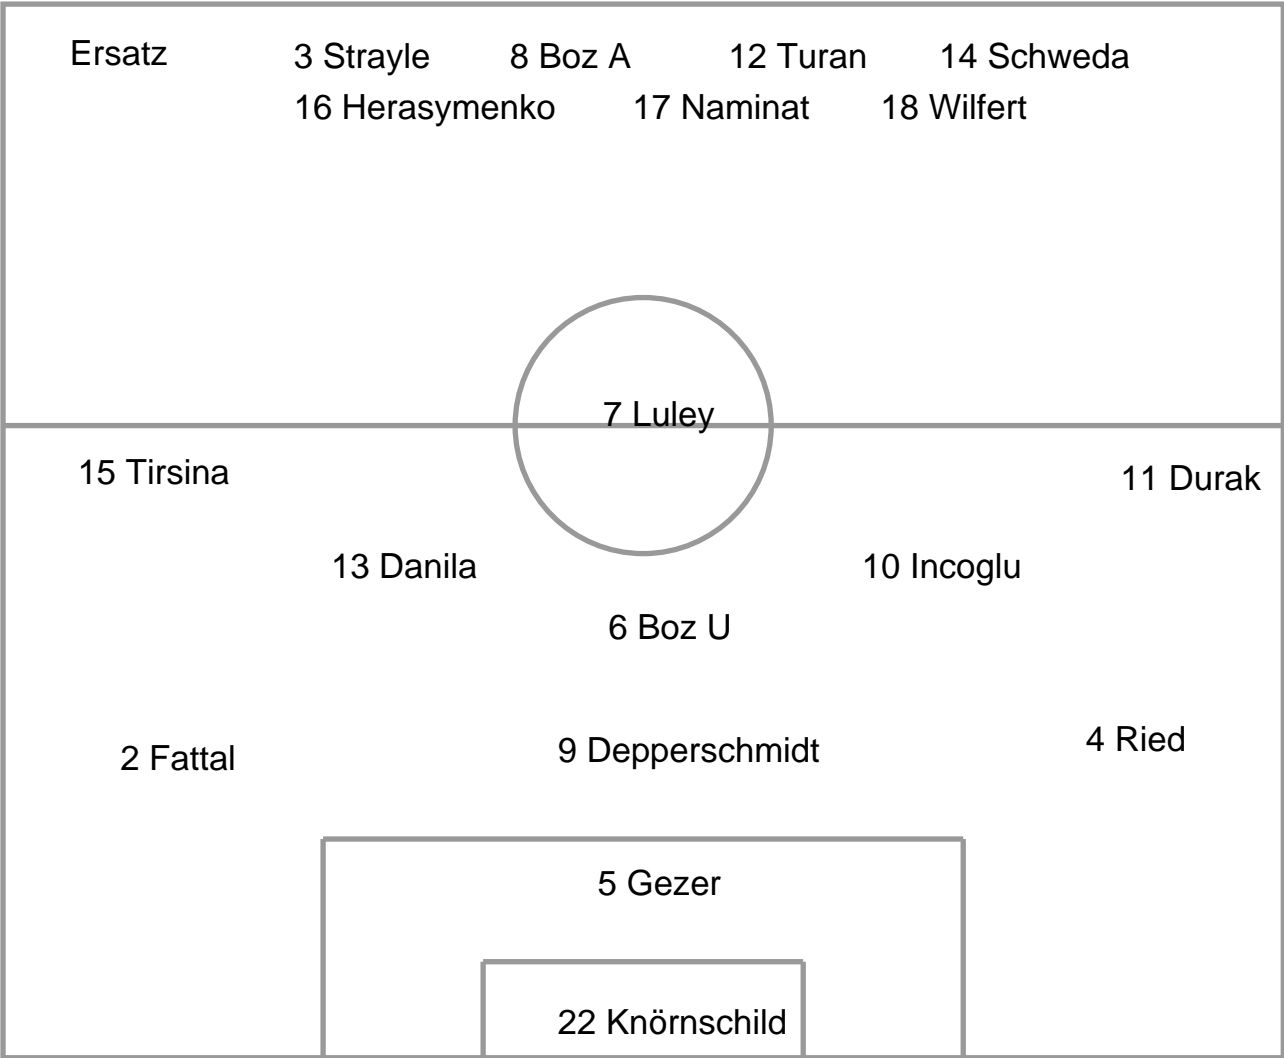 Ersatz 3 Strayle 8 Boz A 12 Turan 14 Schweda
16 Herasymenko 17 Naminat 18 Wilfert
7 Luley
15 Tirsina 11 Durak
13 Danila 10 Incoglu
6 Boz U
2 Fattal 9 Depperschmidt 4 Ried
5 Gezer
22 Knörnschild